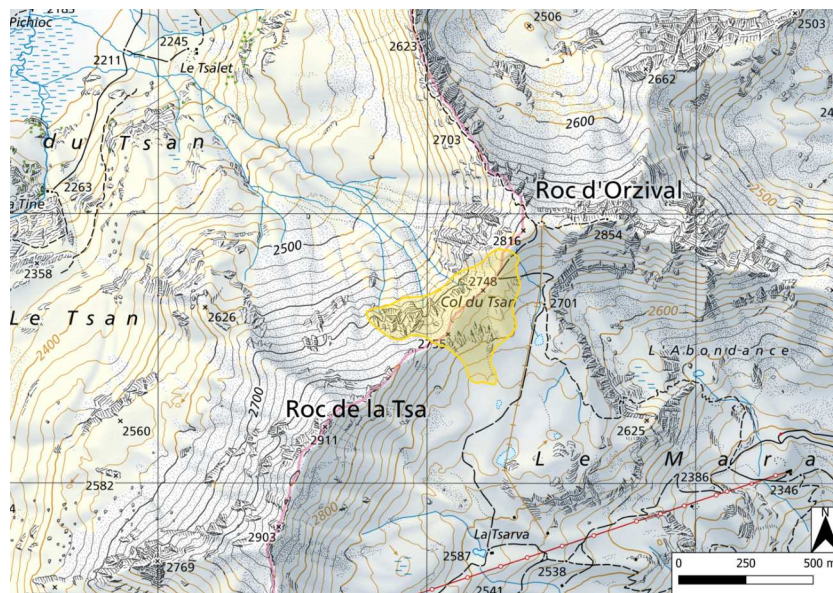 Pichioc
2185
2245
2211
Le Tsalet
2623
2506
2503
2662
2600
2703
du Tsan
2263
a Tine
Roc d'Orzival
2500
2816
2854
2500
2358
2748
Col du Tsan
2701
2600
Le Tsan
2626
2400
2755
L'Abondance
2700
Roc de la Tsa
2911
2560
2625
Le Mara
2582
2386
2346
2800
2903
La Tsarva
2587
2769
2538
2541
N
0 250 500 m